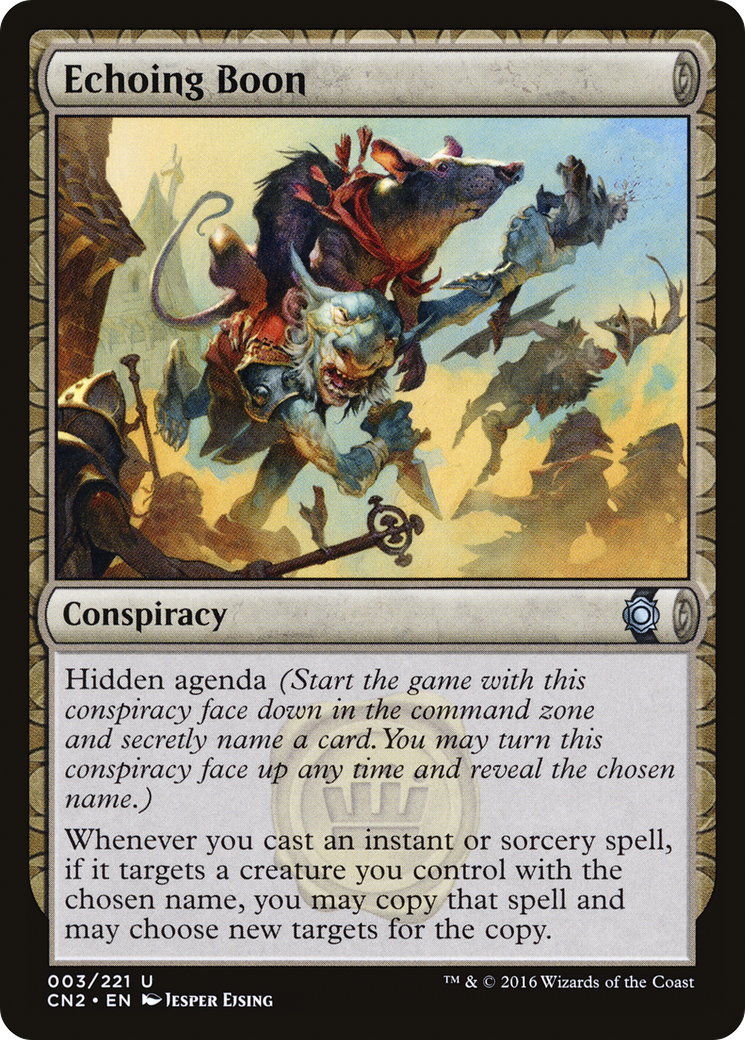 Echoing Boon
Conspiracy
Hidden agenda (Start the game with this
conspiracy face down in the command zone
and secretly name a card. You may turn this
conspiracy face up any time and reveal the chosen
name.)
Whenever you cast an instant or sorcery spell,
if it targets a creature you control with the
chosen name, you may copy that spell and
may choose new targets for the copy.
003/221 U
™ & © 2016 Wizards of the Coast
CN2 • EN Jesper Ejsing